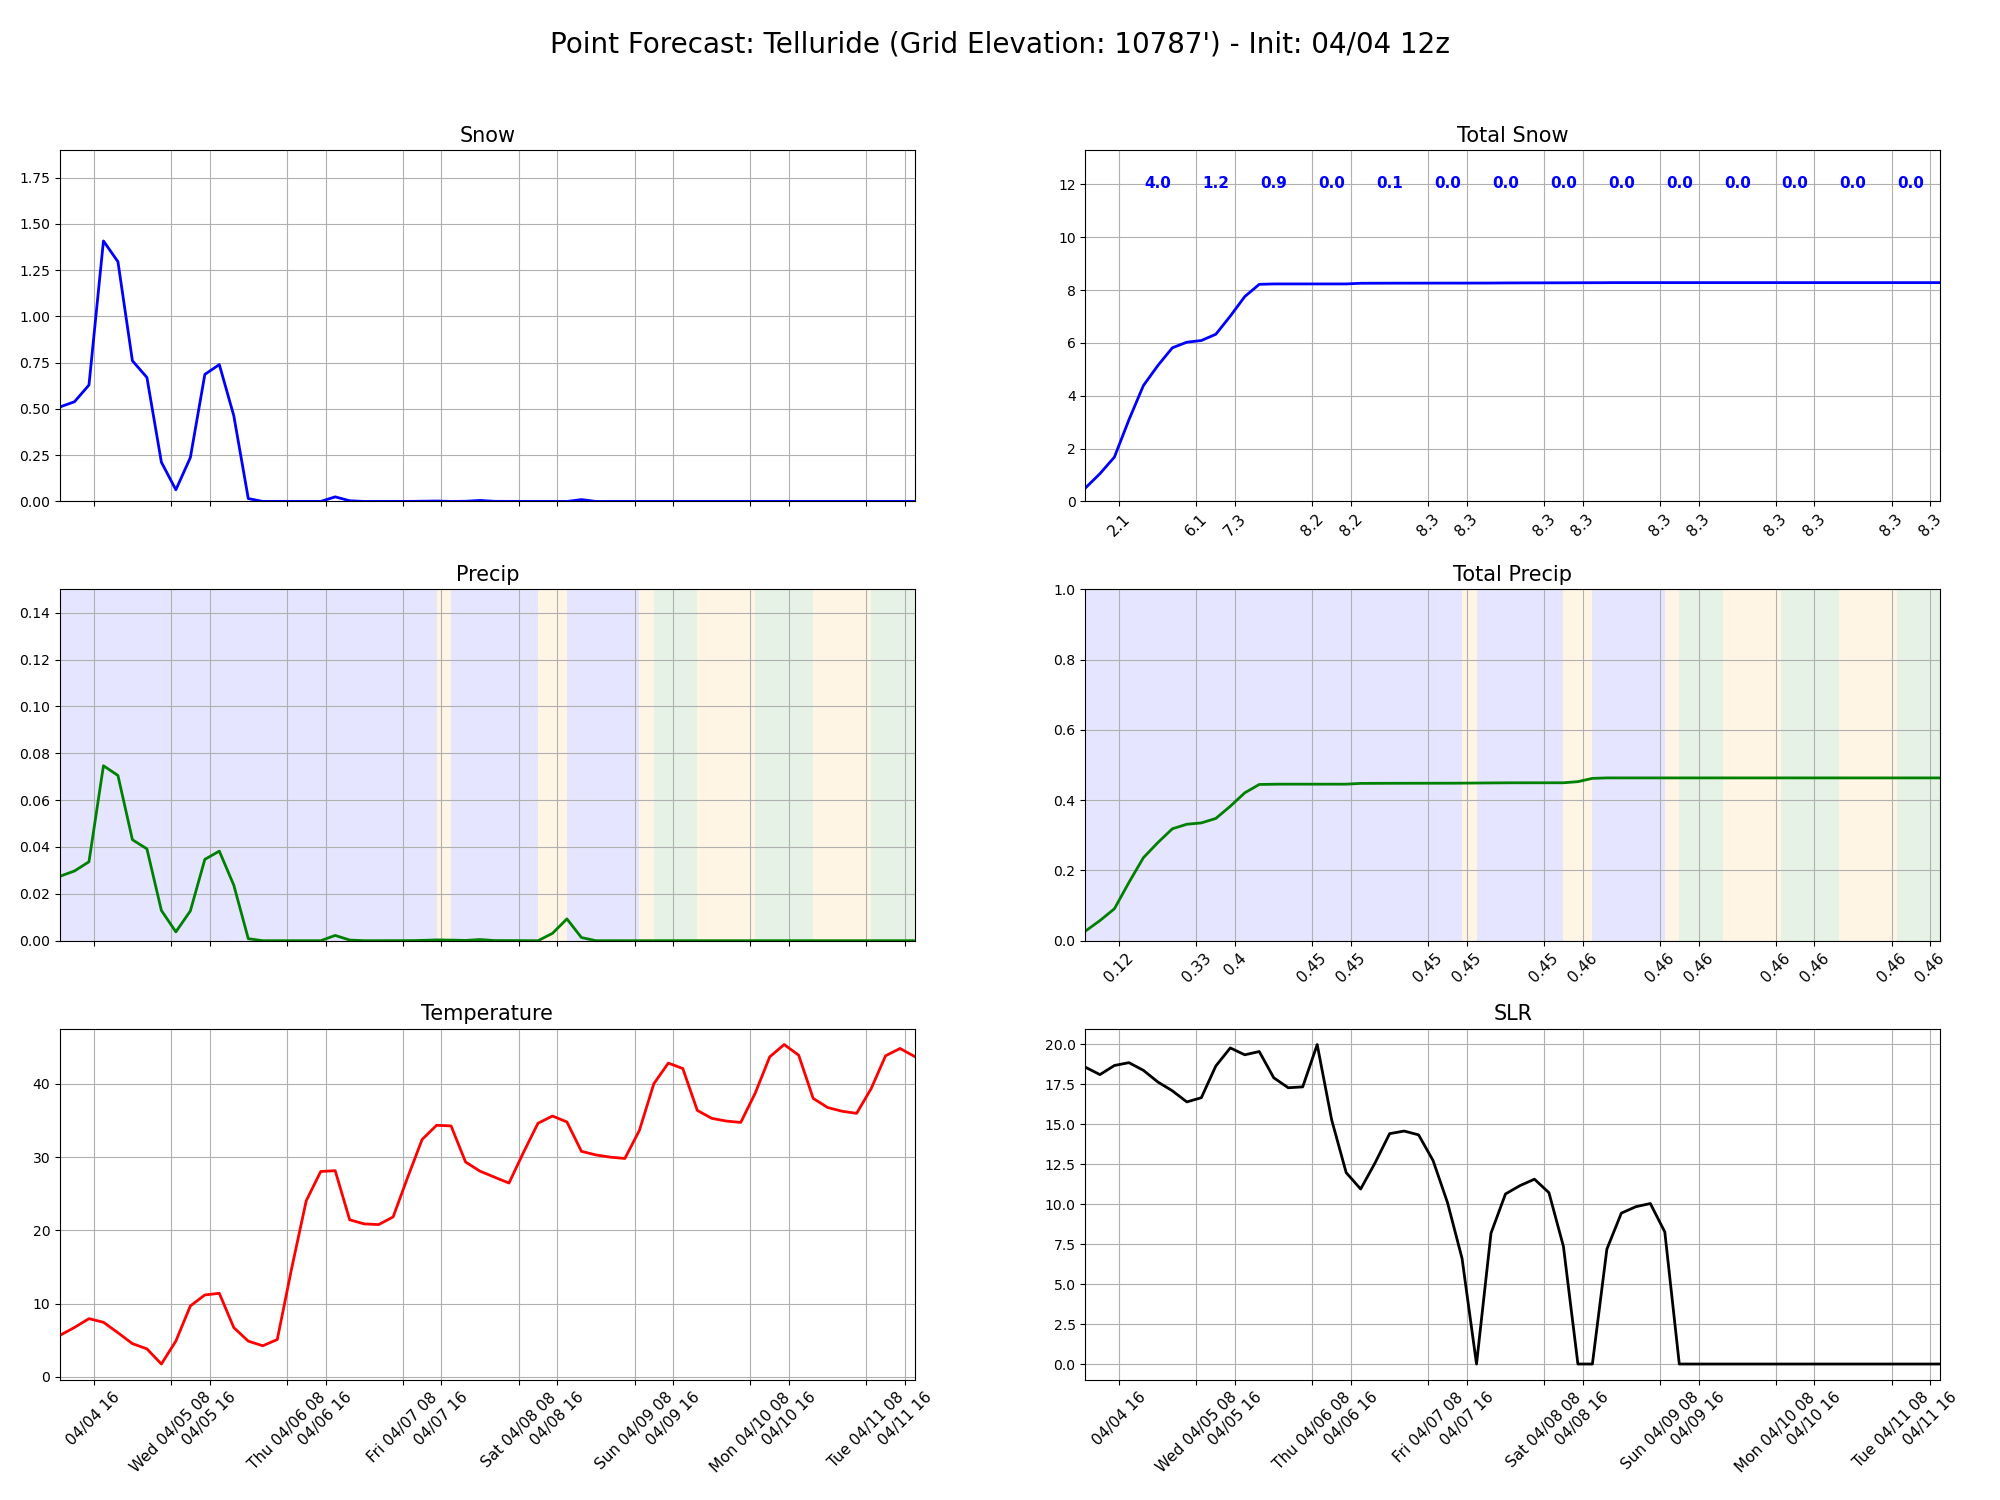 Point Forecast: Telluride (Grid Elevation: 10787') - Init: 04/04 12z
Snow
1.75
1.50
1.25
1.00
0.75
0.50
0.25
0.00
Total Snow
4.0 1.2 0.9 0.0 0.1 0.0 0.0 0.0 0.0 0.0 0.0 0.0 0.0 0.0
12
10
8
6
4
2
0
2.1 6.1 7.3 8.2 8.2 8.3 8.3 8.3 8.3 8.3 8.3 8.3 8.3 8.3 8.3
Precip
0.14
0.12
0.10
0.08
0.06
0.04
0.02
0.00
Total Precip
1.0
0.8
0.6
0.4
0.2
0.0
0.12 0.33 0.4 0.45 0.45 0.45 0.45 0.45 0.46 0.46 0.46 0.46 0.46 0.46 0.46
Temperature
40
30
20
10
0
04/04 16
Wed 04/05 08
04/05 16
Thu 04/06 08
04/06 16
Fri 04/07 08
04/07 16
Sat 04/08 08
04/08 16
Sun 04/09 08
04/09 16
Mon 04/10 08
04/10 16
Tue 04/11 08
04/11 16
SLR
20.0
17.5
15.0
12.5
10.0
7.5
5.0
2.5
0.0
04/04 16
Wed 04/05 08
04/05 16
Thu 04/06 08
04/06 16
Fri 04/07 08
04/07 16
Sat 04/08 08
04/08 16
Sun 04/09 08
04/09 16
Mon 04/10 08
04/10 16
Tue 04/11 08
04/11 16